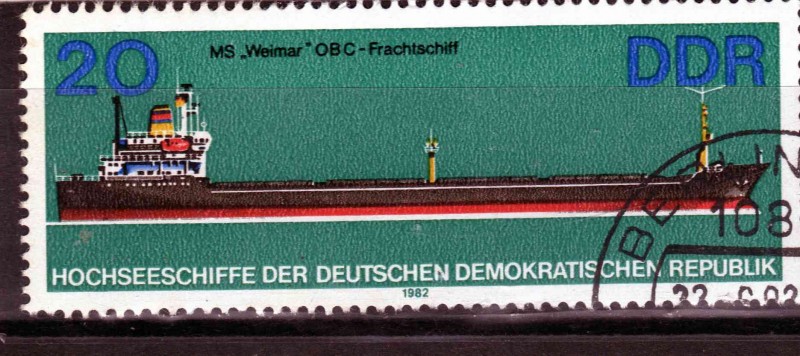 20
MS „Weimar" OBC-Frachtschiff
DDR
HOCHSEESCHIFFE DER DEUTSCHEN DEMOKRATISCHEN REPUBLIK
1982
108